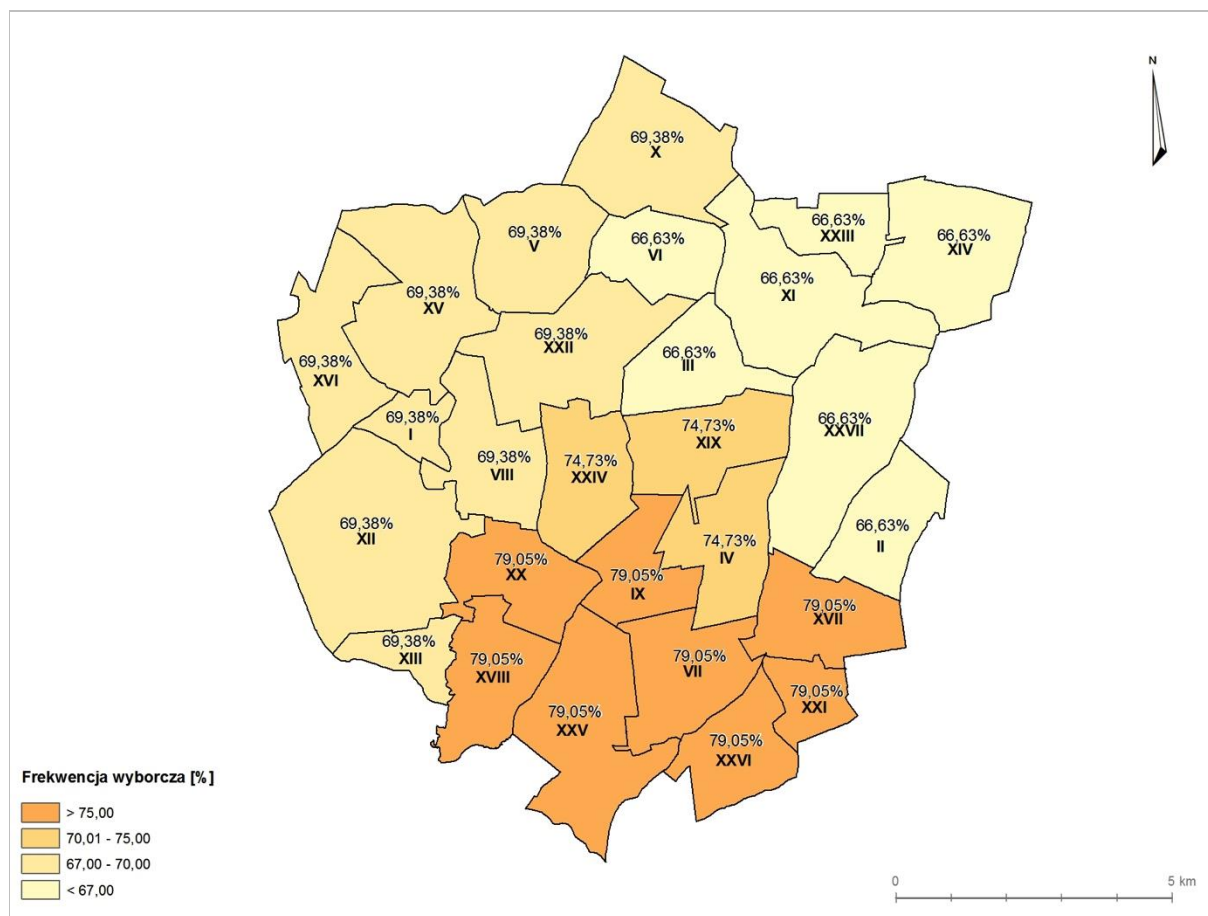 N
69,38%
X
66,63%
XXIII
66,63%
XIV
69,38%
V
66,63%
VI
69,38%
XV
66,63%
XI
69,38%
XXII
66,63%
III
69,38%
XVI
69,38%
I
74,73%
XIX
66,63%
XXVII
69,38%
VIII
74,73%
XXIV
69,38%
XII
74,73%
IV
66,63%
II
79,05%
XX
79,05%
IX
79,05%
XVII
69,38%
XIII
79,05%
XVIII
79,05%
VII
79,05%
XXI
79,05%
XXV
79,05%
XXVI
Frekwencja wyborcza [%]
> 75,00
70,01 - 75,00
67,00 - 70,00
< 67,00
0 5 km